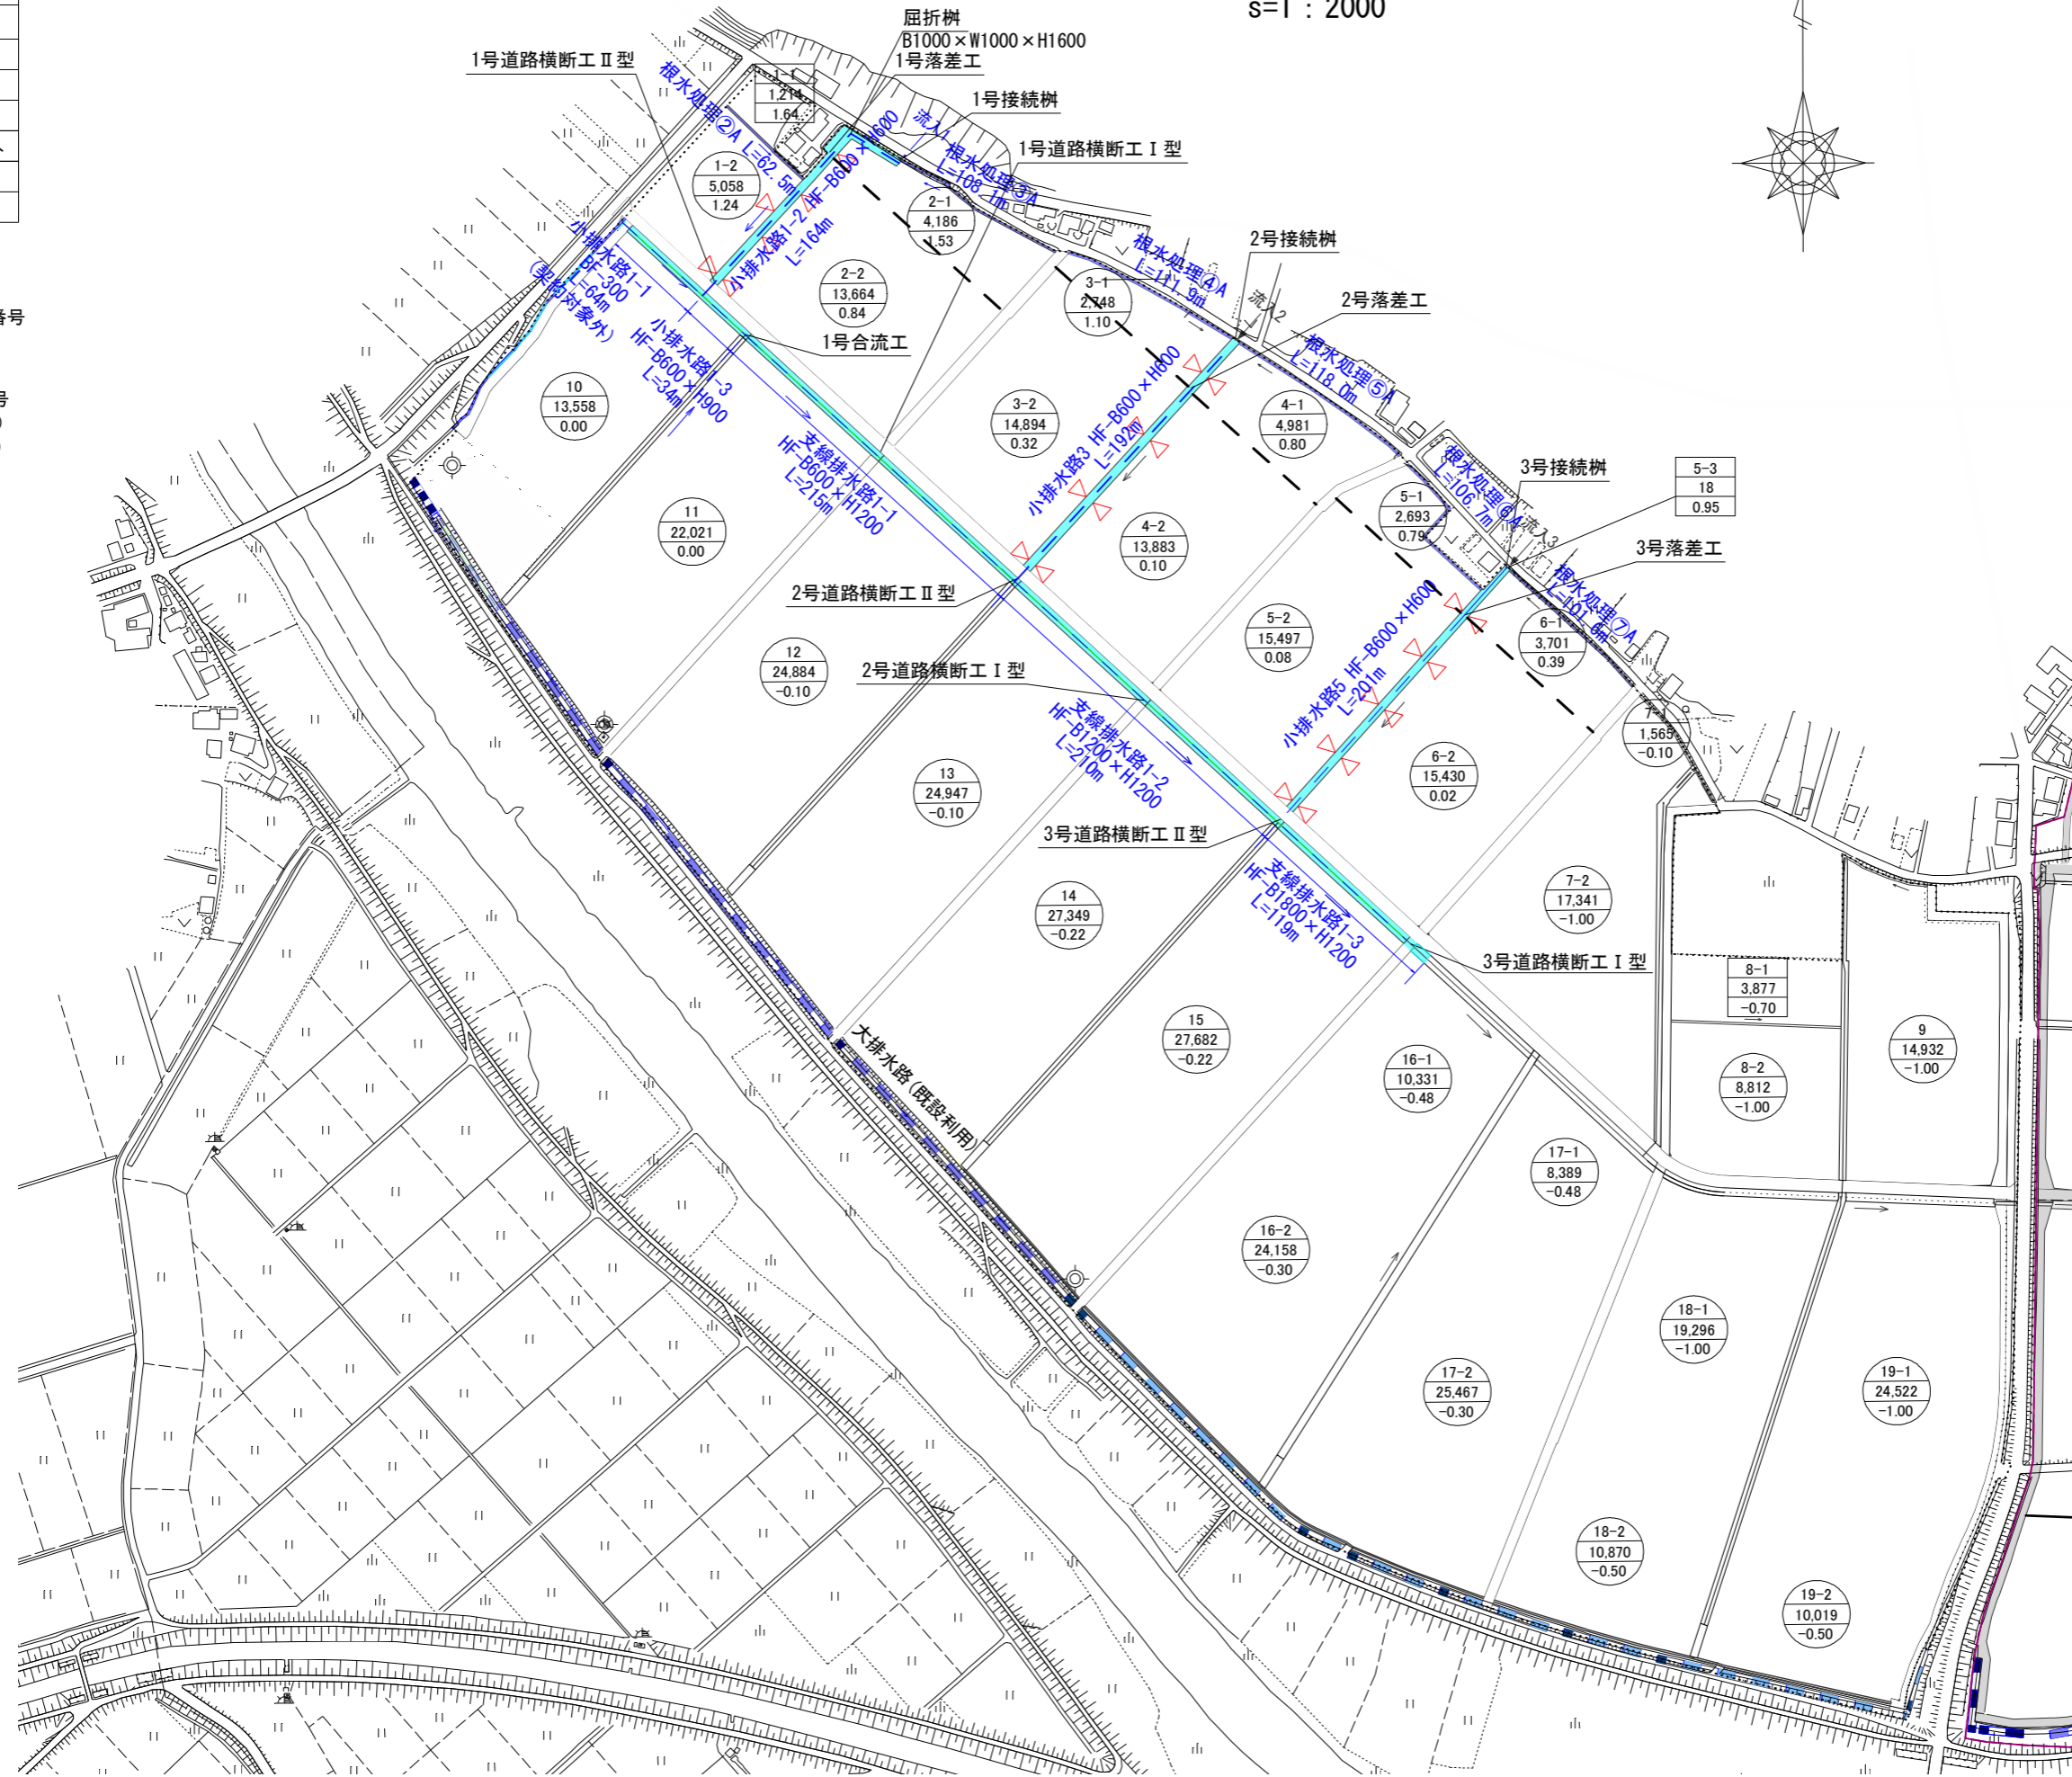 s=1 : 2000
番号
号
屈折桝
B1000×W1000×H1600
1号道路横断工Ⅱ型
1号落差工
1号接続桝
1号道路横断工Ⅰ型
根水処理②A L=62.5m
流入1
根水処理③A
L=108.1m
1-1
1,214
1.64
1-2
5,058
1.24
小排水路1-2 HF-B600×H600
L=164m
2-1
4,186
1.53
2-2
13,664
0.84
小排水路1-1
BF-300
L=64m
(契約対象外)
小排水路1-3
HF-B600×H900
L=34m
1号合流工
根水処理④A
L=111.9m
2号接続桝
流入2
2号落差工
3-1
2,748
1.10
3-2
14,894
0.32
小排水路3 HF-B600×H600
L=192m
根水処理⑤A
L=118.0m
4-1
4,981
0.80
4-2
13,883
0.10
根水処理⑥A
L=106.7m
3号接続桝
流入3
5-3
18
0.95
3号落差工
5-1
2,693
0.79
5-2
15,497
0.08
根水処理⑦A
L=101.6m
6-1
3,701
0.39
小排水路5 HF-B600×H600
L=201m
6-2
15,430
0.02
1,565
-0.10
7-2
17,341
-1.00
10
13,558
0.00
11
22,021
0.00
支線排水路1-1
HF-B600×H1200
L=215m
2号道路横断工Ⅱ型
12
24,884
-0.10
2号道路横断工Ⅰ型
支線排水路1-2
HF-B1200×H1200
L=210m
13
24,947
-0.10
3号道路横断工Ⅱ型
支線排水路1-3
HF-B1800×H1200
L=119m
14
27,349
-0.22
3号道路横断工Ⅰ型
15
27,682
-0.22
大排水路(既設利用)
8-1
3,877
-0.70
8-2
8,812
-1.00
9
14,932
-1.00
16-1
10,331
-0.48
16-2
24,158
-0.30
17-1
8,389
-0.48
17-2
25,467
-0.30
18-1
19,296
-1.00
18-2
10,870
-0.50
19-1
24,522
-1.00
19-2
10,019
-0.50